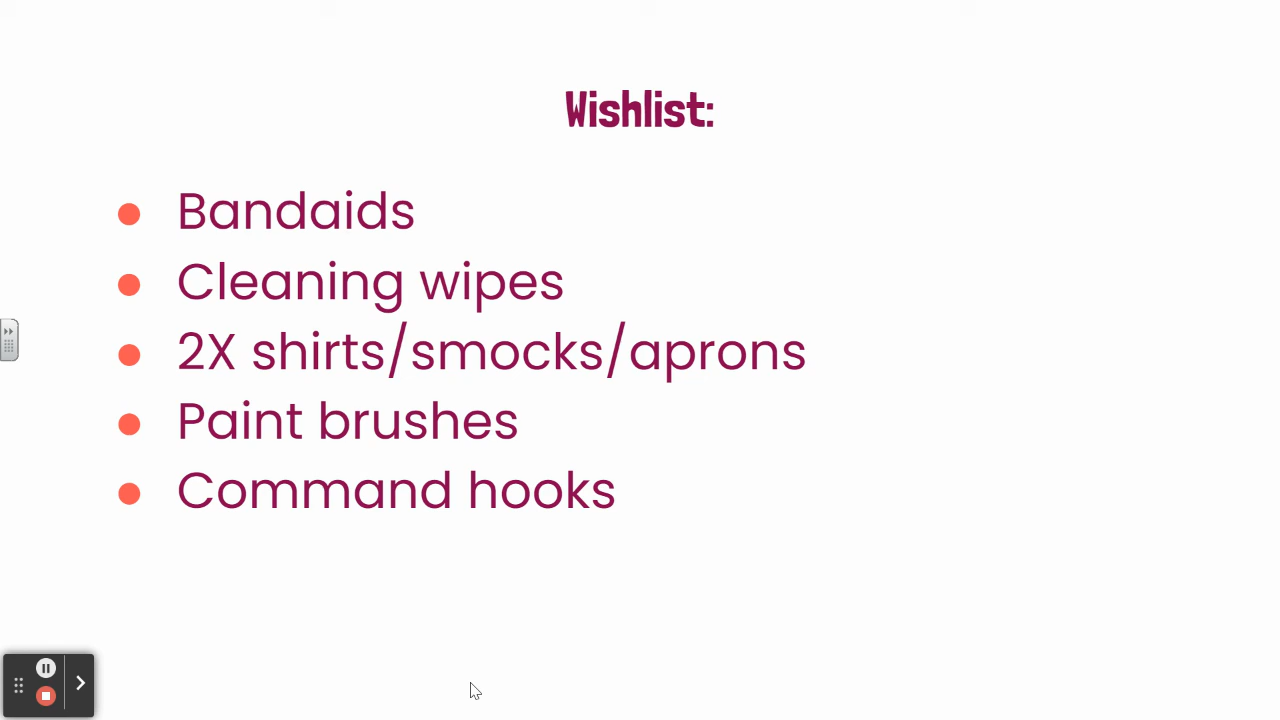 Wishlist:
● Bandaids
● Cleaning wipes
● 2X shirts/smocks/aprons
● Paint brushes
● Command hooks